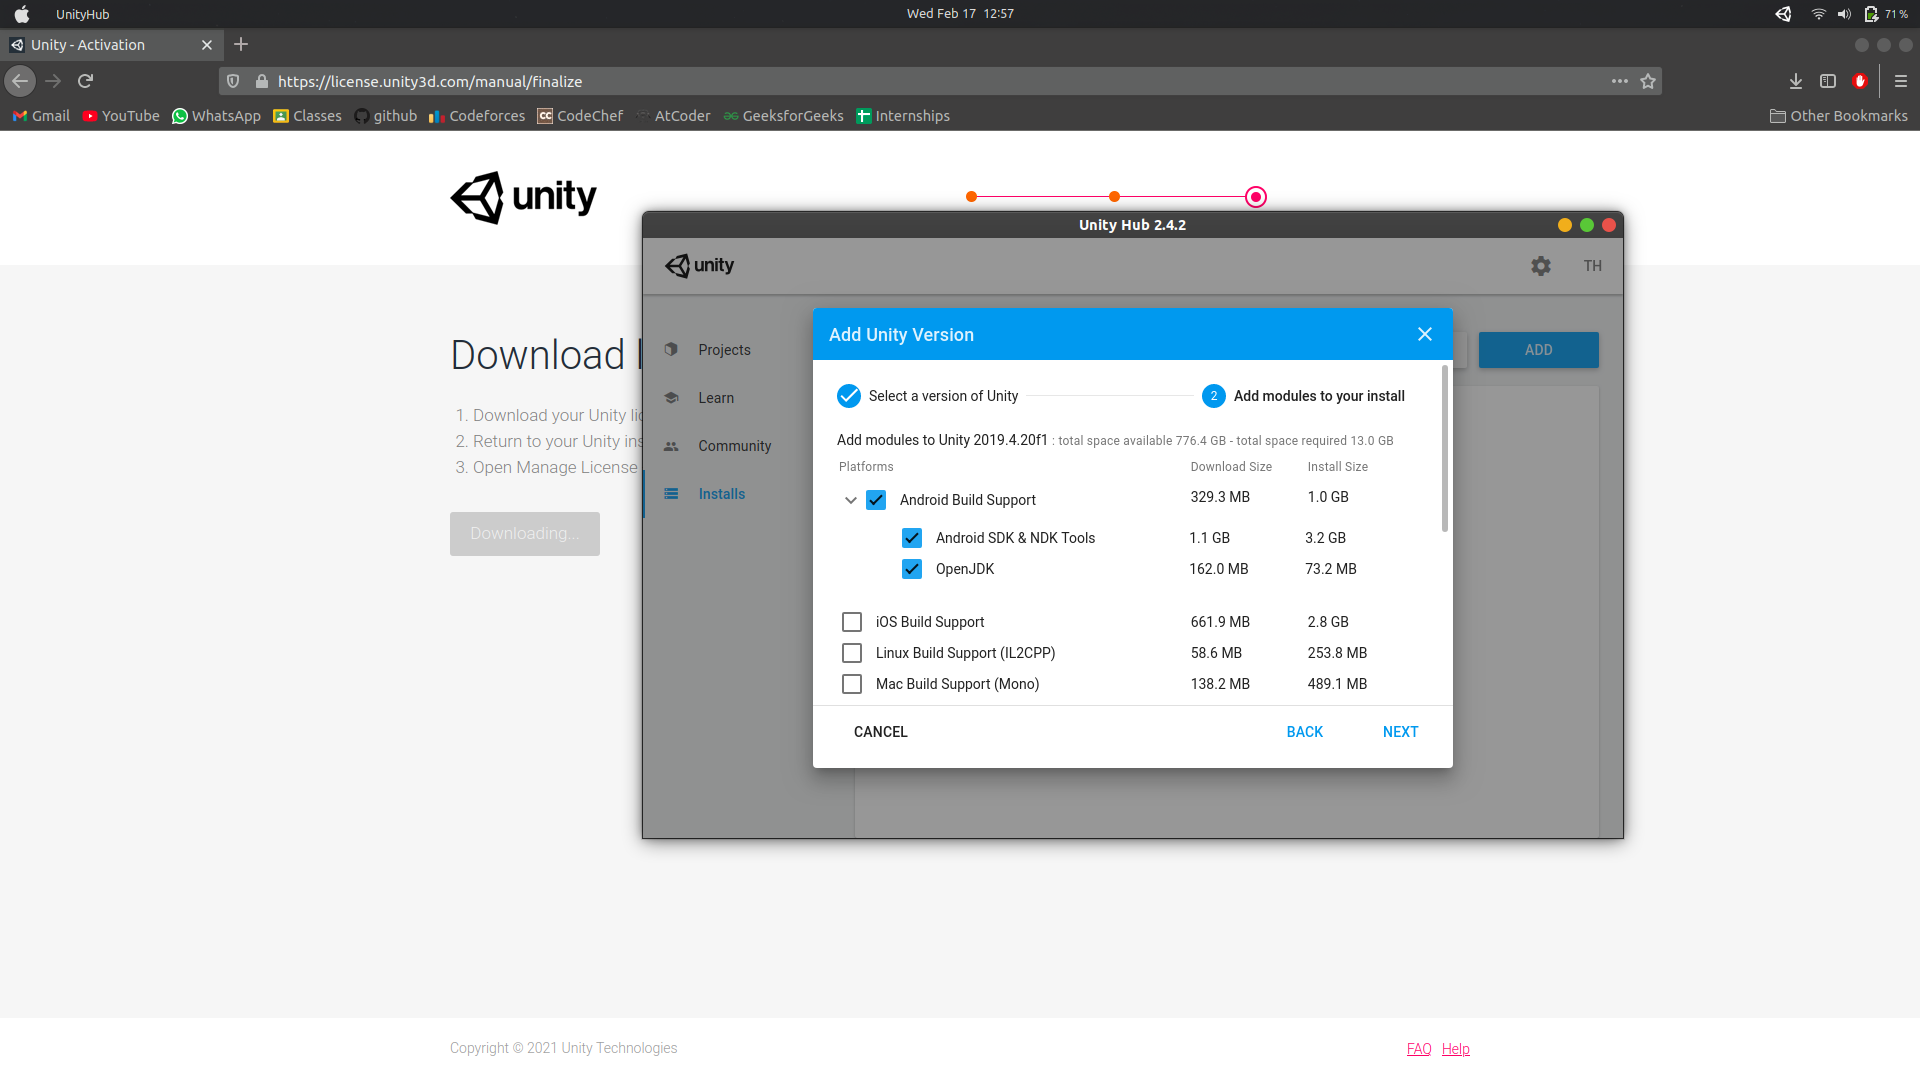 UnityHub
Wed Feb 17 12:57
71 %
Unity - Activation
https://license.unity3d.com/manual/finalize
Gmail YouTube WhatsApp Classes github Codeforces CodeChef AtCoder GeeksforGeeks Internships Other Bookmarks
unity
Unity Hub 2.4.2
unity
TH
Projects
Learn
Community
Installs
ADD
Add Unity Version
Select a version of Unity
2 Add modules to your install
Add modules to Unity 2019.4.20f1 : total space available 776.4 GB - total space required 13.0 GB
Platforms Download Size Install Size
Android Build Support 329.3 MB 1.0 GB
Android SDK & NDK Tools 1.1 GB 3.2 GB
OpenJDK 162.0 MB 73.2 MB
iOS Build Support 661.9 MB 2.8 GB
Linux Build Support (IL2CPP) 58.6 MB 253.8 MB
Mac Build Support (Mono) 138.2 MB 489.1 MB
CANCEL BACK NEXT
Download
1. Download your Unity
2. Return to your Unity
3. Open Manage License
Downloading...
Copyright © 2021 Unity Technologies
FAQ Help